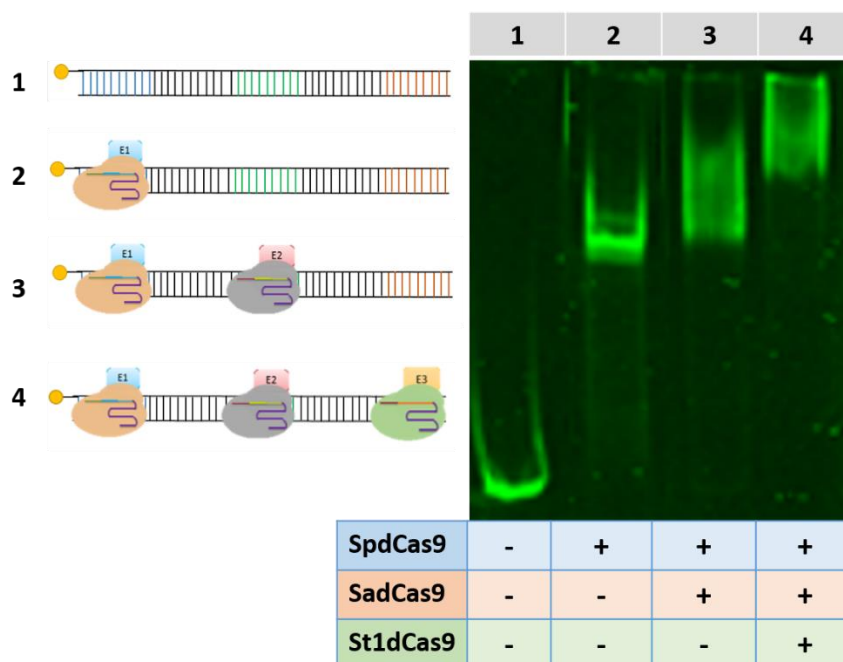 1 2 3 4
1
E1
2
E1 E2
3
E1 E2 E3
4
SpdCas9 - + + +
SadCas9 - - + +
St1dCas9 - - - +